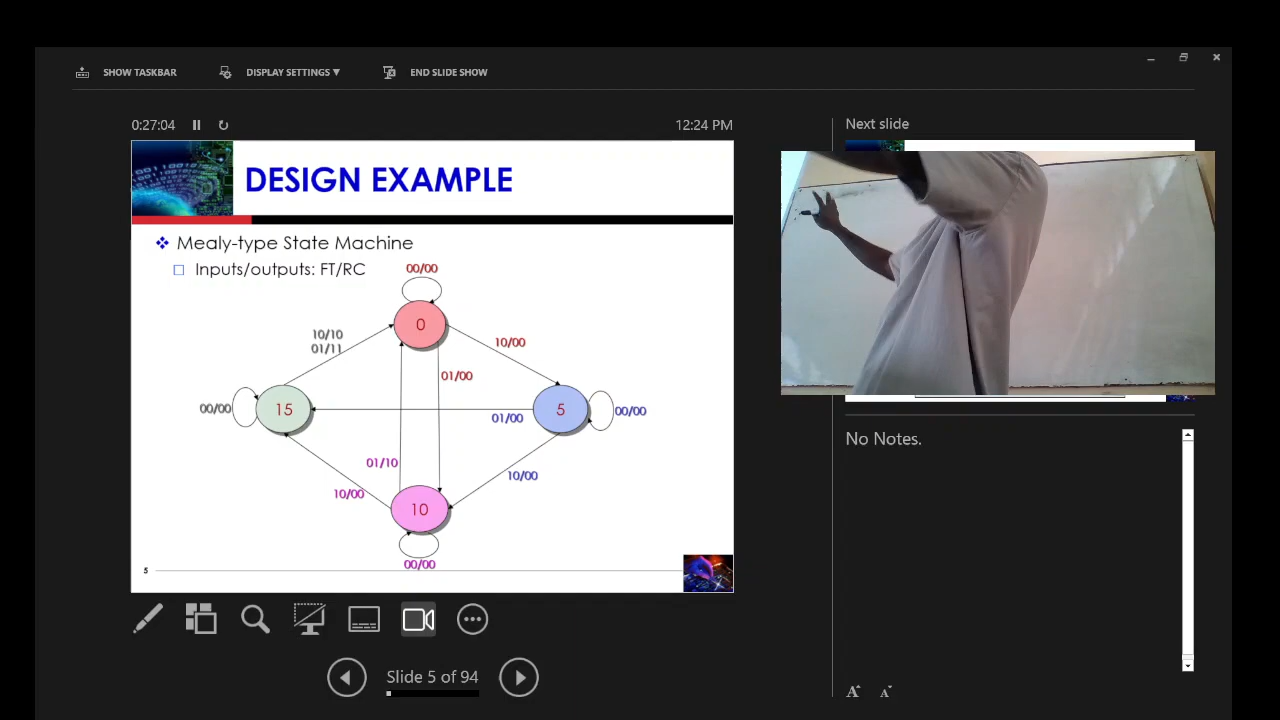 SHOW TASKBAR
DISPLAY SETTINGS ▼
END SLIDE SHOW
0:27:04
12:24 PM
Next slide
DESIGN EXAMPLE
Mealy-type State Machine
Inputs/outputs: FT/RC
00/00
0
10/10
01/11
10/00
01/00
00/00
15
5
00/00
01/00
01/10
10/00
10/00
10
00/00
5
No Notes.
Slide 5 of 94
A A